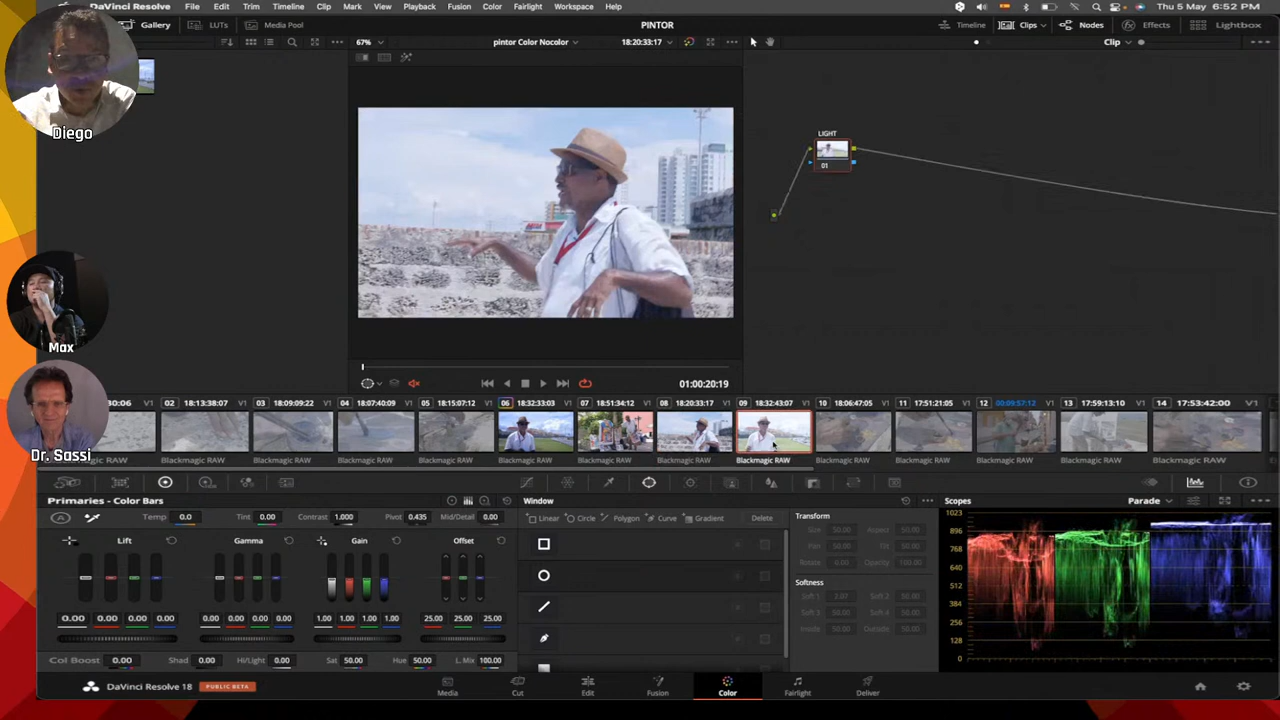 DaVinci Resolve File Edit Trim Timeline Clip Mark View Playback Fusion Color Fairlight Workspace Help Thu 5 May 6:52 PM
Gallery LUTs Media Pool PINTOR Timeline Clips Nodes Effects Lightbox
67% pintor Color Nocolor 18:20:33:17 Clip
Diego
LIGHT
01
Max
01:00:20:19
30:06 V1 02 18:13:38:07 V1 03 18:09:09:22 V1 04 18:07:40:09 V1 05 18:15:07:12 V1 06 18:32:33:03 V1 07 18:51:34:12 V1 08 18:20:33:17 V1 09 18:32:43:07 V1 10 18:06:47:05 V1 11 17:51:21:05 V1 12 00:09:57:12 V1 13 17:59:13:10 V1 14 17:53:42:00 V1
Dr. Sassi
Blackmagic RAW Blackmagic RAW Blackmagic RAW Blackmagic RAW Blackmagic RAW Blackmagic RAW Blackmagic RAW Blackmagic RAW Blackmagic RAW Blackmagic RAW Blackmagic RAW Blackmagic RAW Blackmagic RAW Blackmagic RAW
Primaries - Color Bars Window Scopes Parade
Temp 0.0 Tint 0.00 Contrast 1.000 Pivot 0.435 Mid/Detail 0.00 Linear Circle Polygon Curve Gradient Delete Transform
Lift Gamma Gain Offset
Size 50.00 Aspect 50.00
Pan 50.00 Tilt 50.00
Rotate 0.00 Opacity 100.00
Softness
Soft 1 2.07 Soft 2 50.00
Soft 3 50.00 Soft 4 50.00
Inside 50.00 Outside 50.00
0.00 0.00 0.00 0.00 0.00 0.00 0.00 0.00 1.00 1.00 1.00 1.00 25.00 25.00 25.00
Col Boost 0.00 Shad 0.00 Hi/Light 0.00 Sat 50.00 Hue 50.00 L.Mix 100.00
1023
896
768
640
512
384
256
128
0
DaVinci Resolve 18 PUBLIC BETA Media Cut Edit Fusion Color Fairlight Deliver